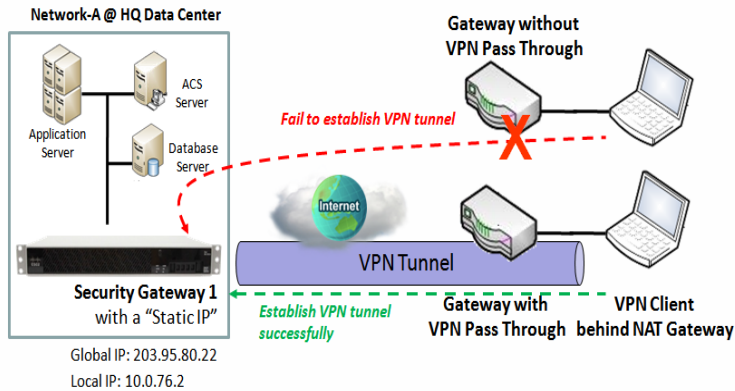 Network-A @ HQ Data Center
Gateway without
VPN Pass Through
ACS
Server
Application
Server
Database
Server
Fail to establish VPN tunnel
X
Internet
VPN Tunnel
Security Gateway 1
with a “Static IP”
Establish VPN tunnel
successfully
Gateway with
VPN Pass Through
VPN Client
behind NAT Gateway
Global IP: 203.95.80.22
Local IP: 10.0.76.2